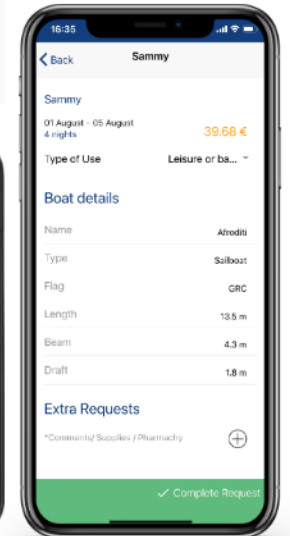 16:35
Back
Sammy
Sammy
01 August - 05 August
4 nights
39.68 €
Type of Use
Leisure or ba...
Boat details
Name
Afroditi
Type
Sailboat
Flag
GRC
Length
13.5 m
Beam
4.3 m
Draft
1.8 m
Extra Requests
*Comments/ Supplies / Pharmachy
Complete Request